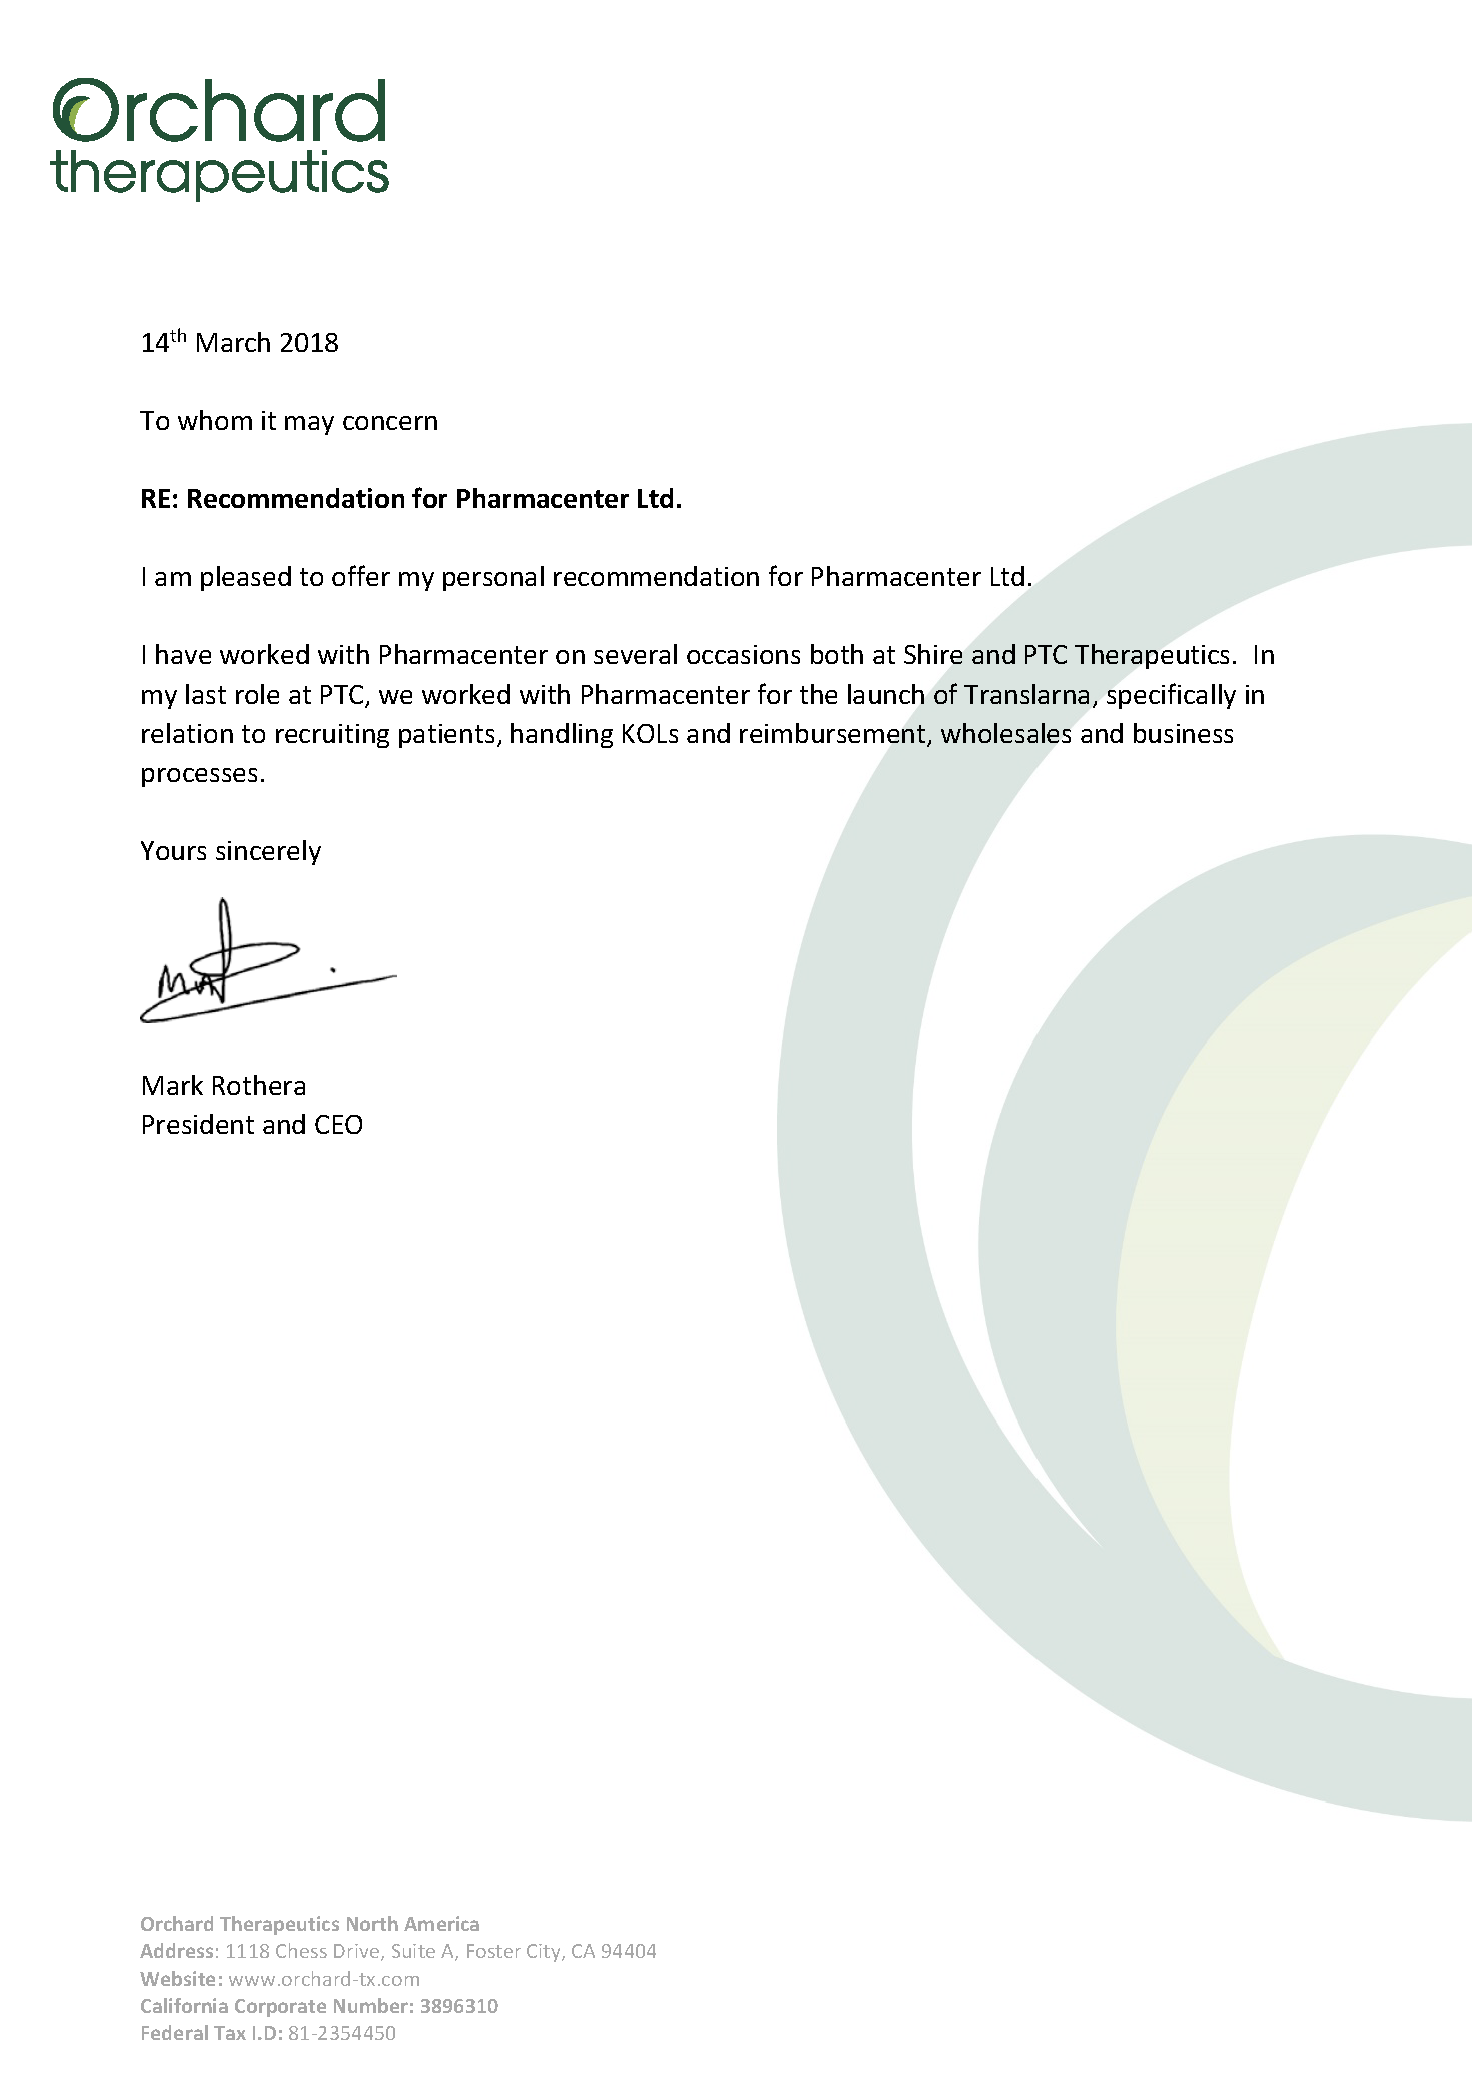 Orchard
therapeutics
14th March 2018
To whom it may concern
RE: Recommendation for Pharmacenter Ltd.
I am pleased to offer my personal recommendation for Pharmacenter Ltd.
I have worked with Pharmacenter on several occasions both at Shire and PTC Therapeutics.  In
my last role at PTC, we worked with Pharmacenter for the launch of Translarna, specifically in
relation to recruiting patients, handling KOLs and reimbursement, wholesales and business
processes.
Yours sincerely
Mark Rothera
President and CEO
Orchard Therapeutics North America
Address: 1118 Chess Drive, Suite A, Foster City, CA 94404
Website: www.orchard-tx.com
California Corporate Number: 3896310
Federal Tax I.D: 81-2354450